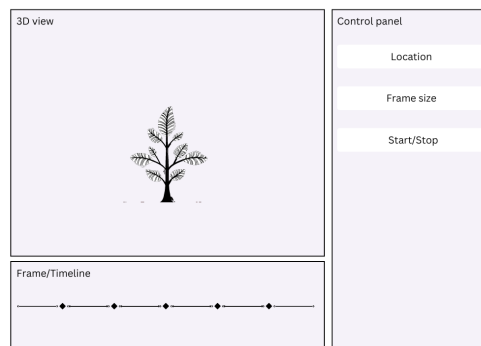 3D view
Control panel
Location
Frame size
Start/Stop
Frame/Timeline